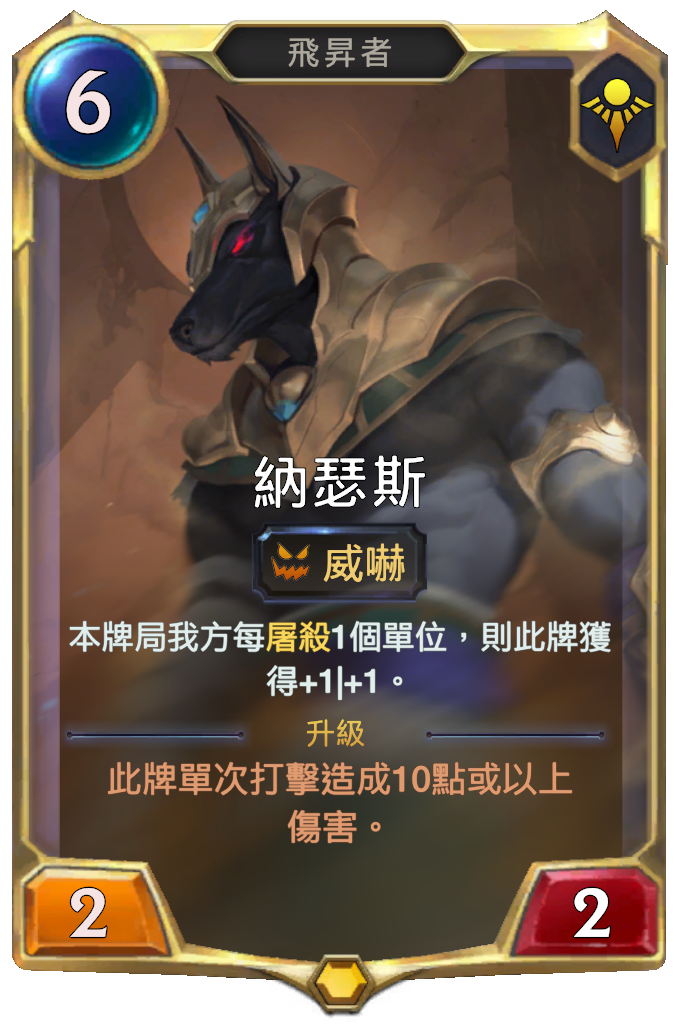 飛昇者
6
納瑟斯
威嚇
本牌局我方每屠殺1個單位，則此牌獲
得+1|+1。
升級
此牌單次打擊造成10點或以上
傷害。
2
2